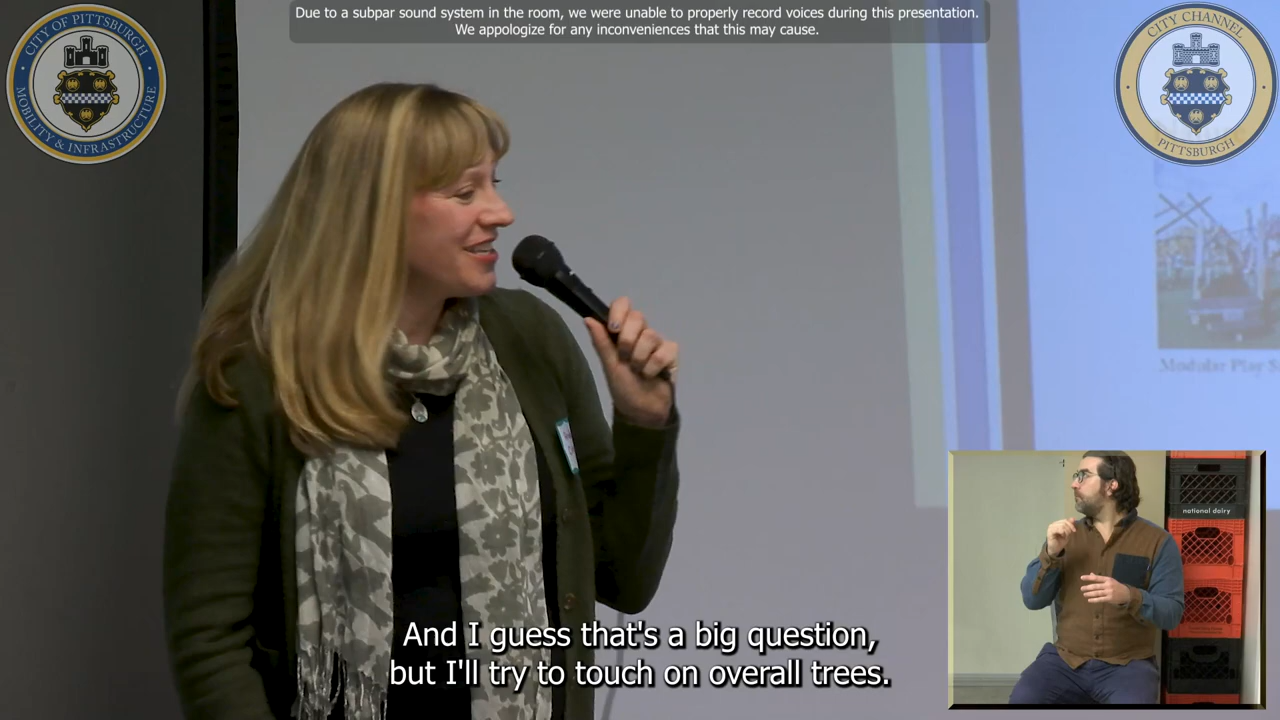 Due to a subpar sound system in the room, we were unable to properly record voices during this presentation.
We appologize for any inconveniences that this may cause.
CITY OF PITTSBURGH
MOBILITY & INFRASTRUCTURE
CITY CHANNEL
PITTSBURGH
Modular Play
national dairy
And I guess that's a big question,
but I'll try to touch on overall trees.